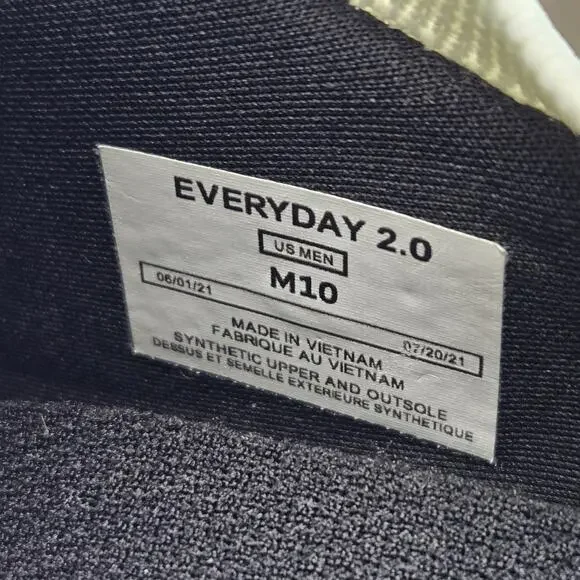 EVERYDAY 2.0
US MEN
M10
06/01/21 07/20/21
MADE IN VIETNAM
FABRIQUE AU VIETNAM
SYNTHETIC UPPER AND OUTSOLE
DESSUS ET SEMELLE EXTERIEURE SYNTHETIQUE